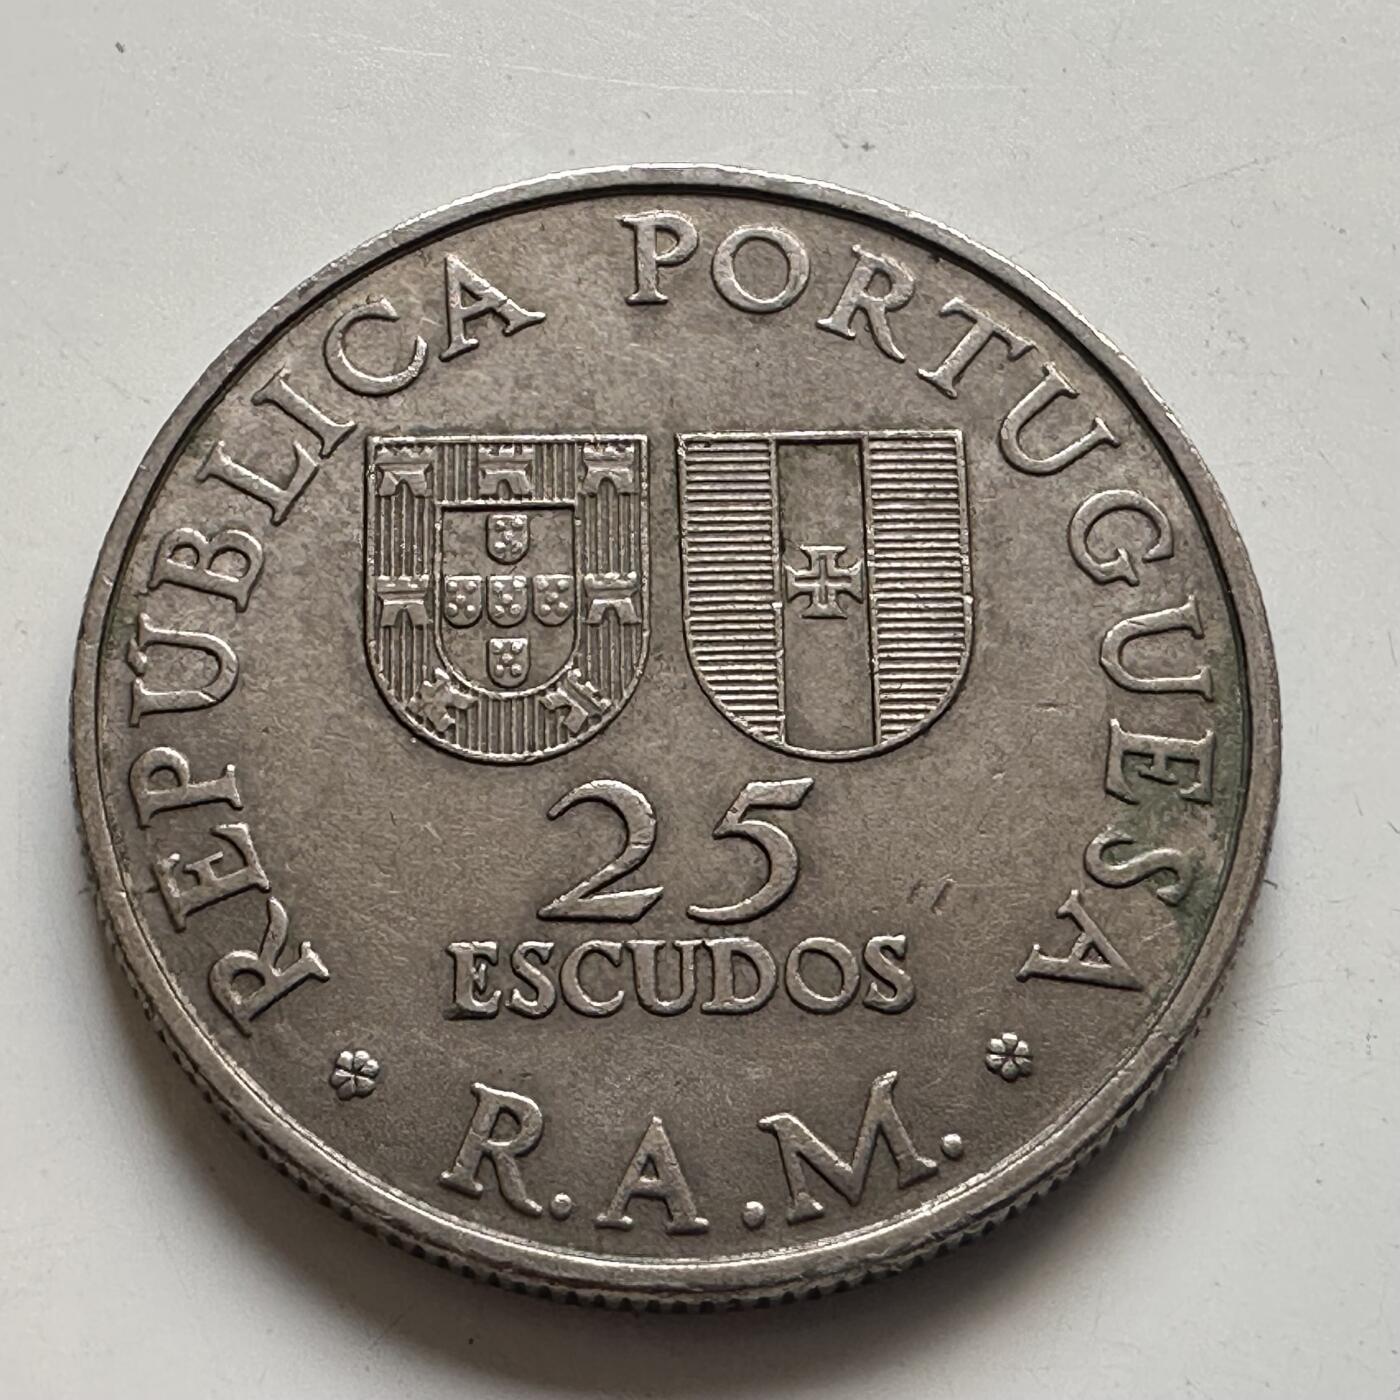 REPÚBLICA PORTUGUESA
25
ESCUDOS
R.A.M.